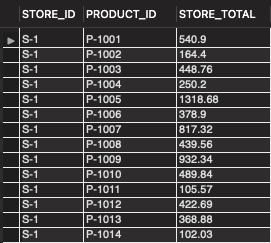 STORE_ID PRODUCT_ID STORE_TOTAL
S-1 P-1001 540.9
S-1 P-1002 164.4
S-1 P-1003 448.76
S-1 P-1004 250.2
S-1 P-1005 1318.68
S-1 P-1006 378.9
S-1 P-1007 817.32
S-1 P-1008 439.56
S-1 P-1009 932.34
S-1 P-1010 489.84
S-1 P-1011 105.57
S-1 P-1012 422.69
S-1 P-1013 368.88
S-1 P-1014 102.03